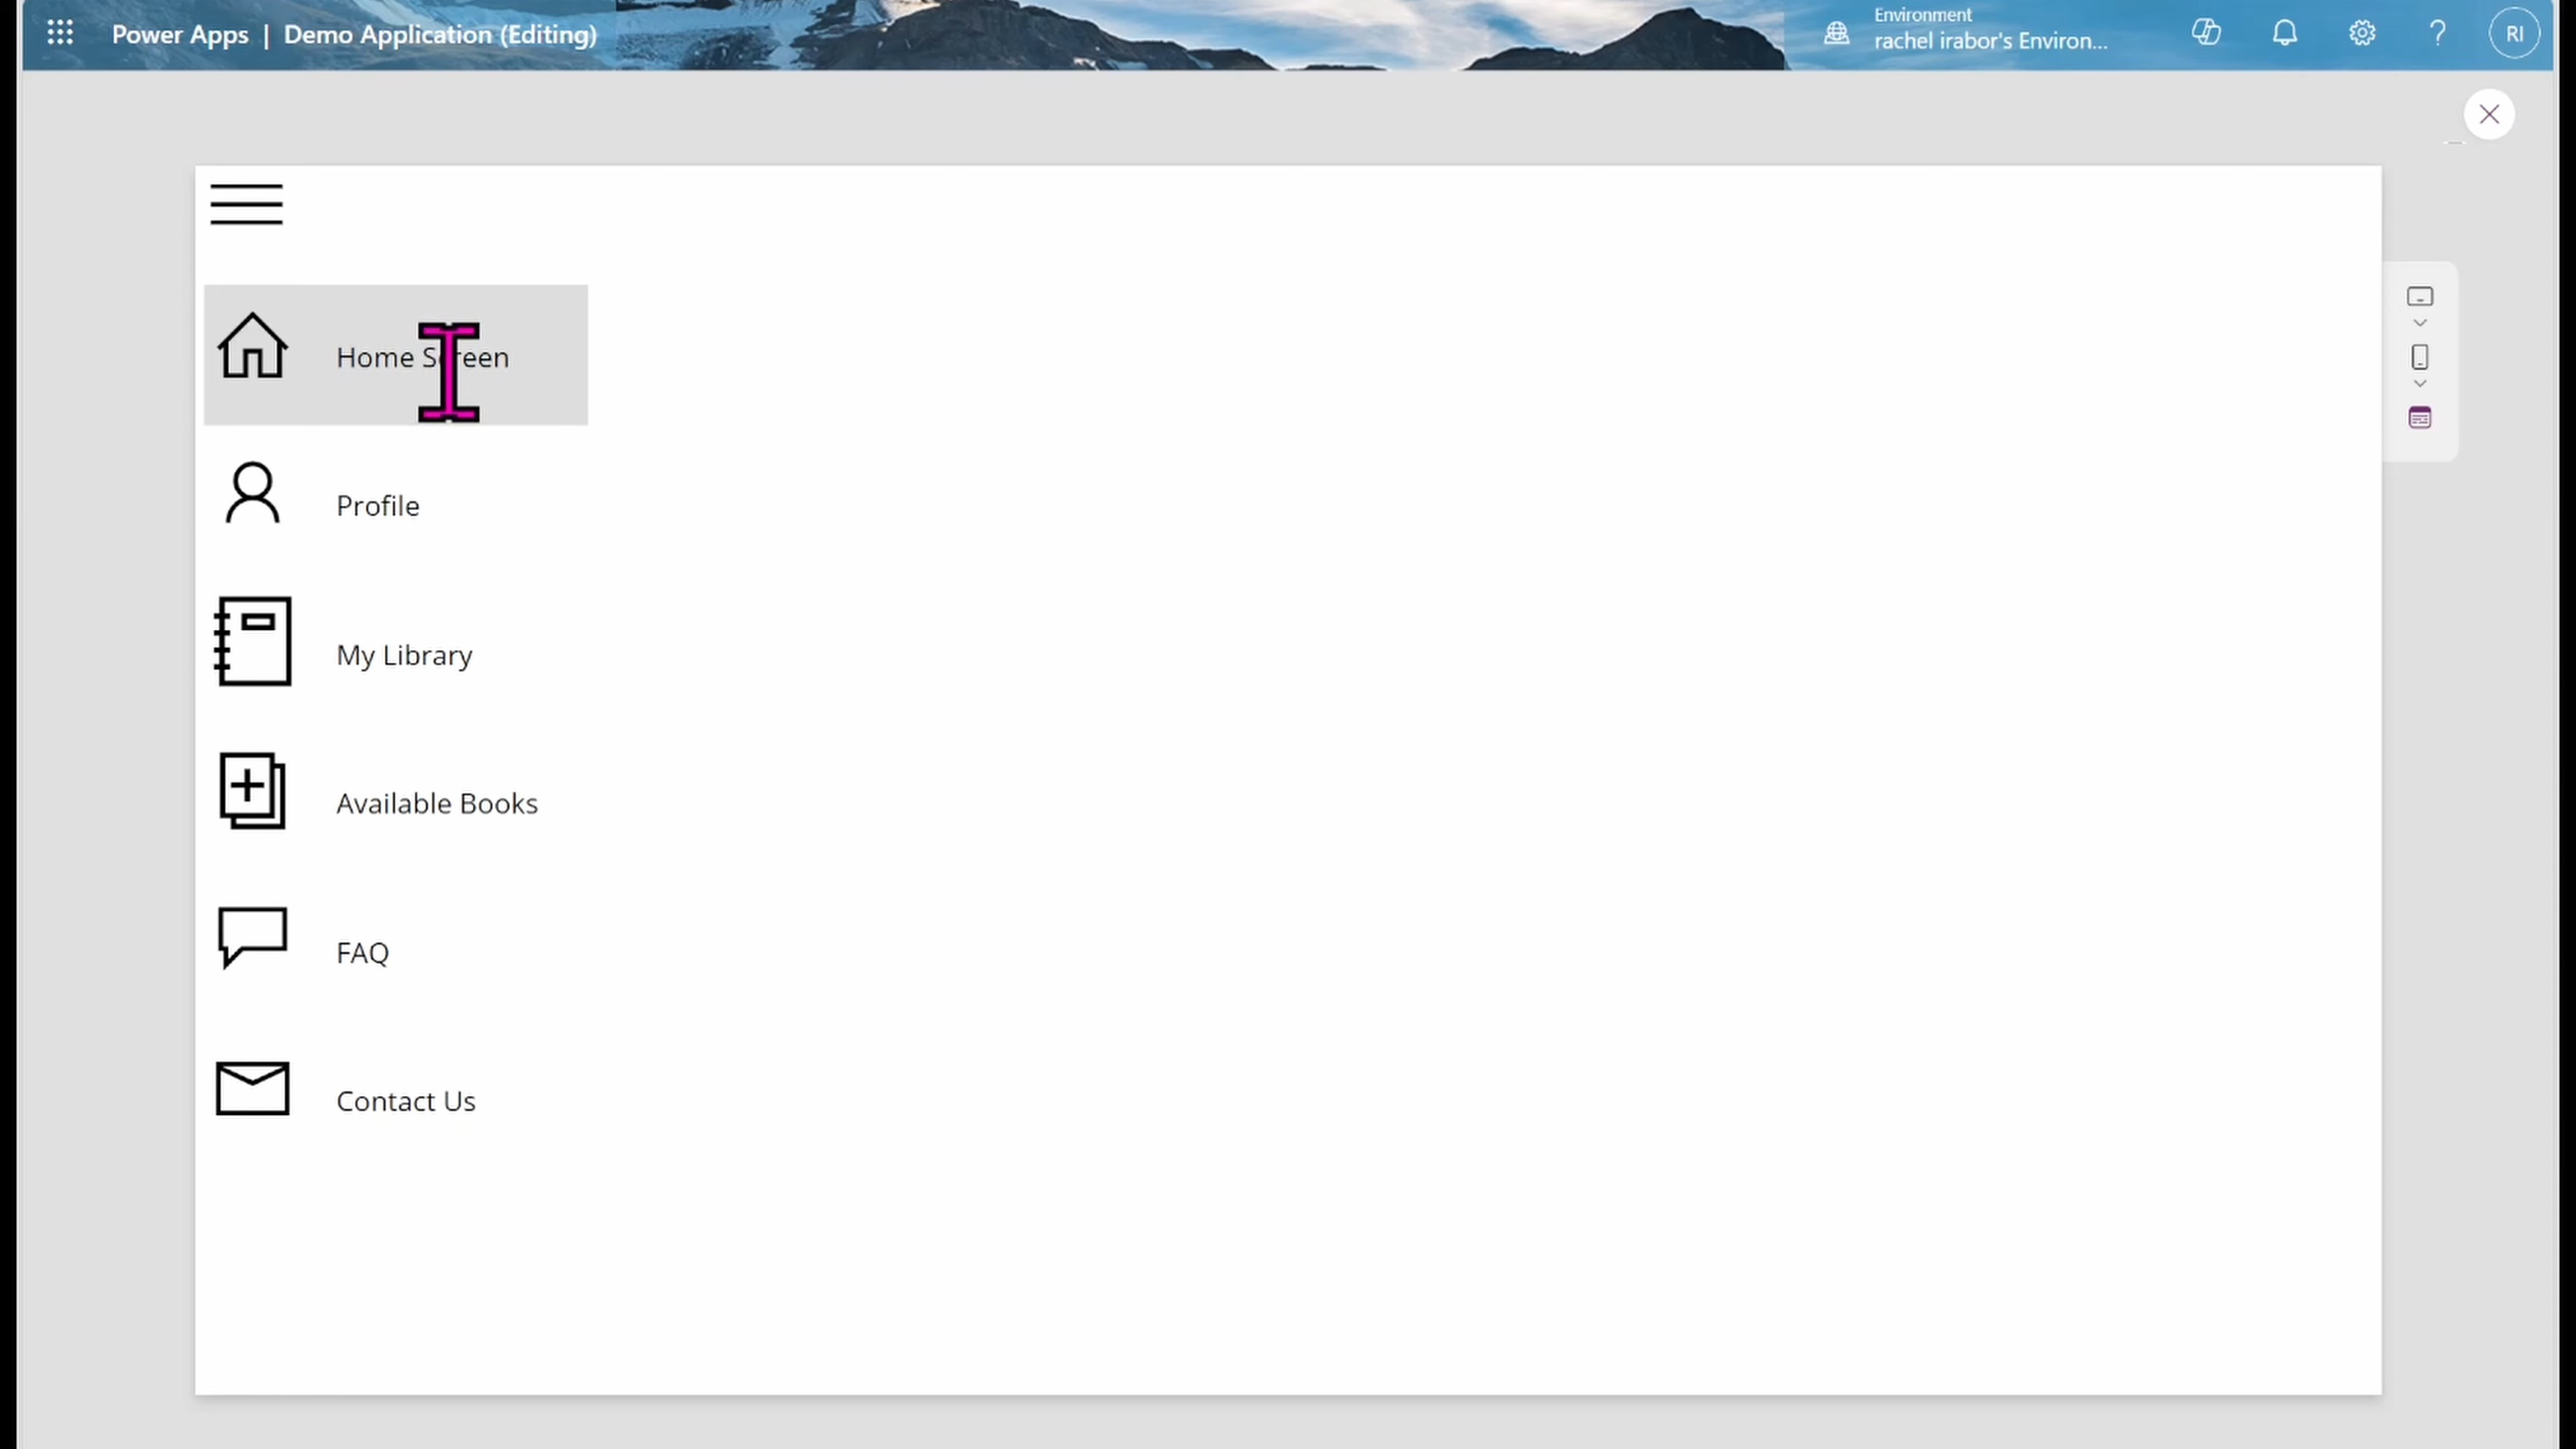 Power Apps | Demo Application (Editing)
Environment
rachel irabor's Environ...
RI
Home Screen
Profile
My Library
Available Books
FAQ
Contact Us